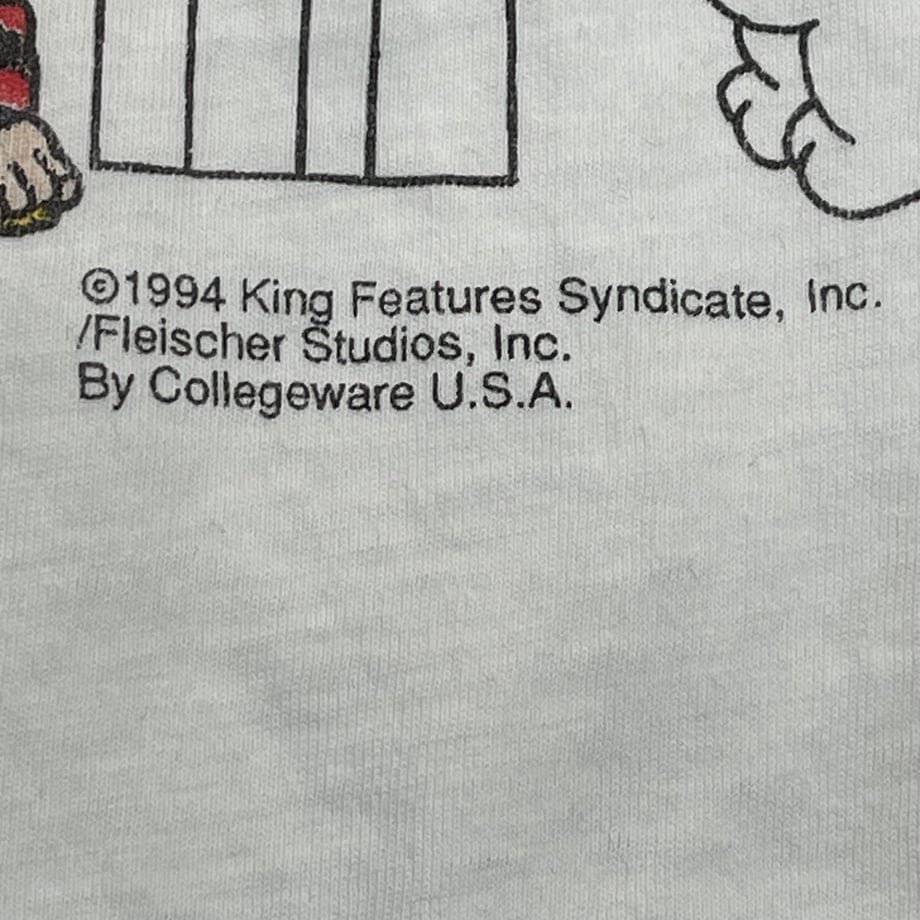 ©1994 King Features Syndicate, Inc.
/Fleischer Studios, Inc.
By Collegeware U.S.A.